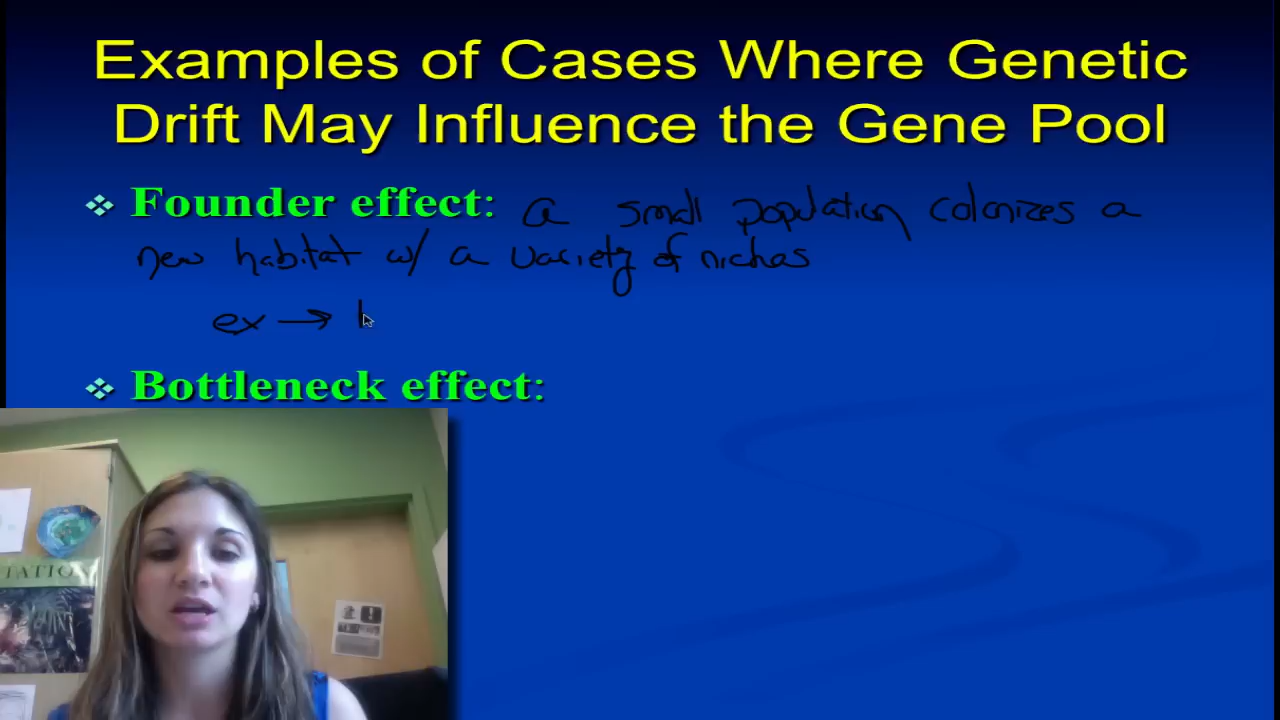 Examples of Cases Where Genetic
Drift May Influence the Gene Pool
❖ Founder effect: a small population colonizes a
new habitat w/ a variety of niches
ex →
❖ Bottleneck effect:
TATION